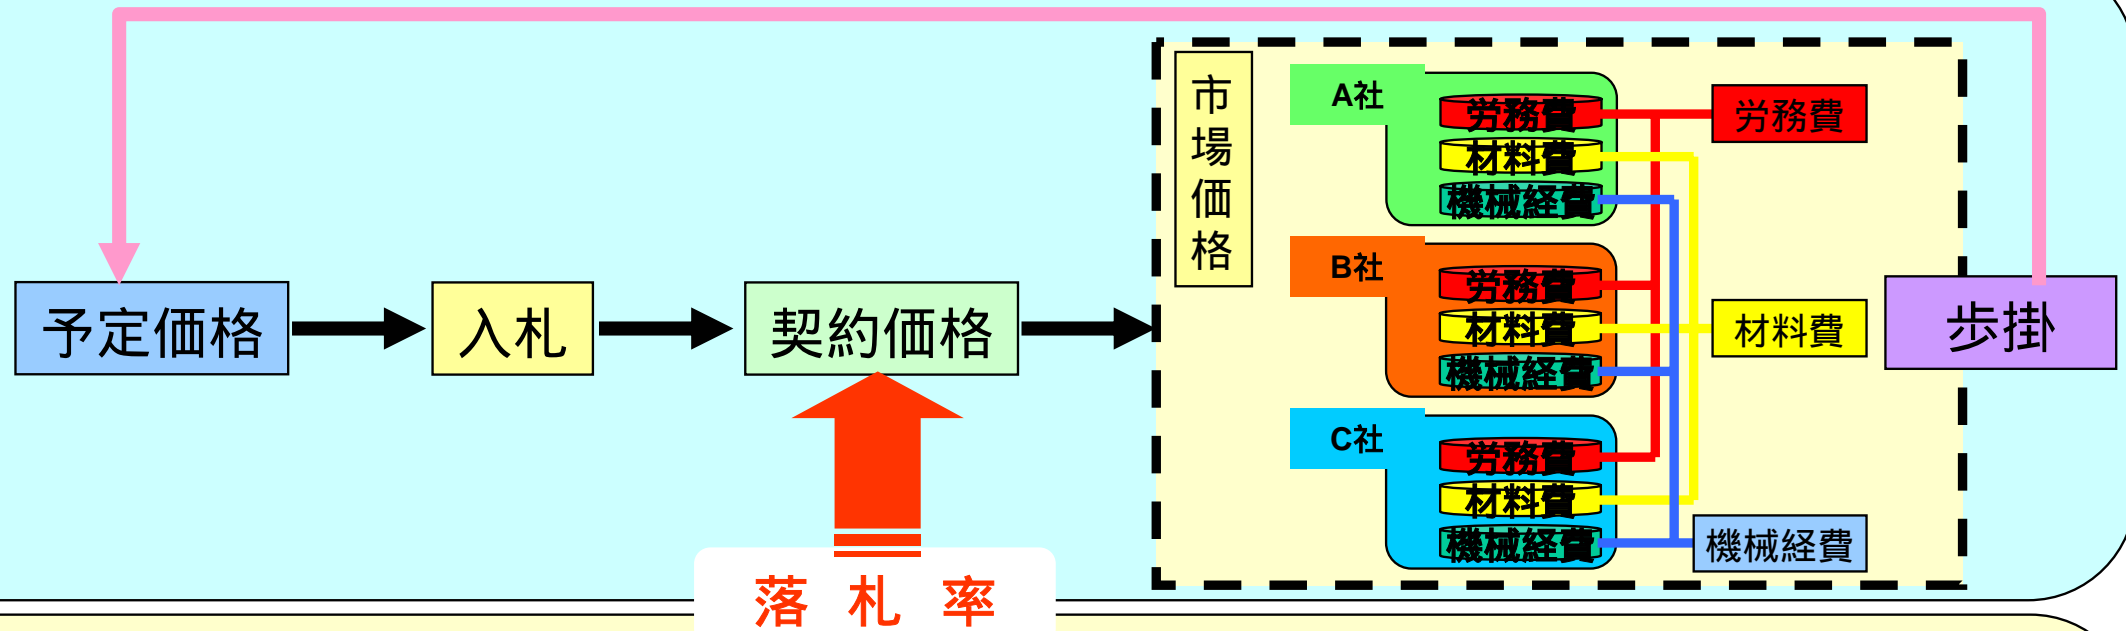 市場価格
A社
労務費
材料費
機械経費
労務費
B社
労務費
材料費
機械経費
材料費
C社
労務費
材料費
機械経費
機械経費
予定価格
入札
契約価格
歩掛
落札率